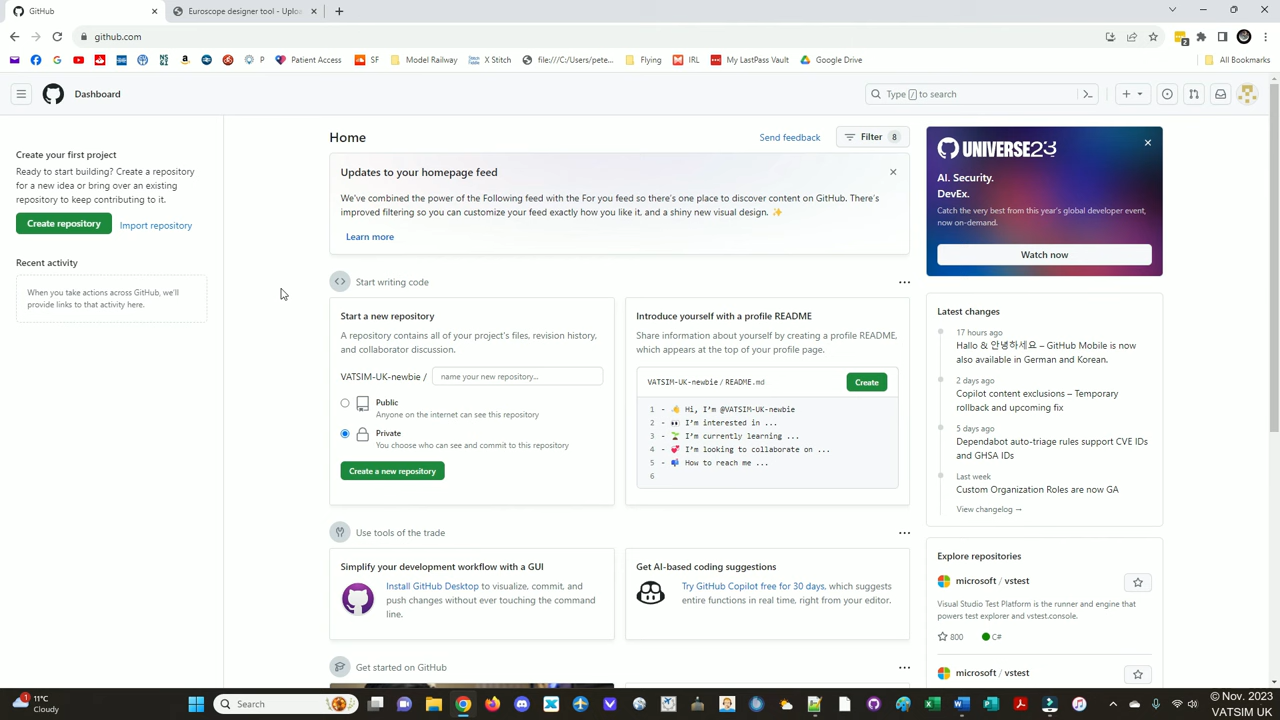 GitHub
Euroscope designer tool - Uplo
github.com
P
Patient Access
SF
Model Railway
X Stitch
file:///C:/Users/pete...
Flying
IRL
My LastPass Vault
Google Drive
All Bookmarks
Dashboard
Type / to search
Create your first project
Ready to start building? Create a repository
for a new idea or bring over an existing
repository to keep contributing to it.
Create repository
Import repository
Recent activity
When you take actions across GitHub, we'll
provide links to that activity here.
Home
Send feedback
Filter 8
Updates to your homepage feed
We've combined the power of the Following feed with the For you feed so there's one place to discover content on GitHub. There's
improved filtering so you can customize your feed exactly how you like it, and a shiny new visual design. ✨
Learn more
Start writing code
Start a new repository
A repository contains all of your project's files, revision history,
and collaborator discussion.
VATSIM-UK-newbie / name your new repository...
Public
Anyone on the internet can see this repository
Private
You choose who can see and commit to this repository
Create a new repository
Introduce yourself with a profile README
Share information about yourself by creating a profile README,
which appears at the top of your profile page.
VATSIM-UK-newbie / README.md
Create
1 - 👋 Hi, I'm @VATSIM-UK-newbie
2 - 👀 I'm interested in ...
3 - 🌱 I'm currently learning ...
4 - 💞️ I'm looking to collaborate on ...
5 - 📫 How to reach me ...
6
Use tools of the trade
Simplify your development workflow with a GUI
Install GitHub Desktop to visualize, commit, and
push changes without ever touching the command
line.
Get AI-based coding suggestions
Try GitHub Copilot free for 30 days, which suggests
entire functions in real time, right from your editor.
Get started on GitHub
UNIVERSE23
AI. Security.
DevEx.
Catch the very best from this year's global developer event,
now on-demand.
Watch now
Latest changes
17 hours ago
Hallo & 안녕하세요 – GitHub Mobile is now
also available in German and Korean.
2 days ago
Copilot content exclusions – Temporary
rollback and upcoming fix
5 days ago
Dependabot auto-triage rules support CVE IDs
and GHSA IDs
Last week
Custom Organization Roles are now GA
View changelog →
Explore repositories
microsoft / vstest
Visual Studio Test Platform is the runner and engine that
powers test explorer and vstest.console.
800
C#
microsoft / vstest
1
11°C
Cloudy
Search
© Nov. 2023
VATSIM UK